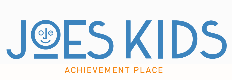 JOES KIDS
ACHIEVEMENT PLACE